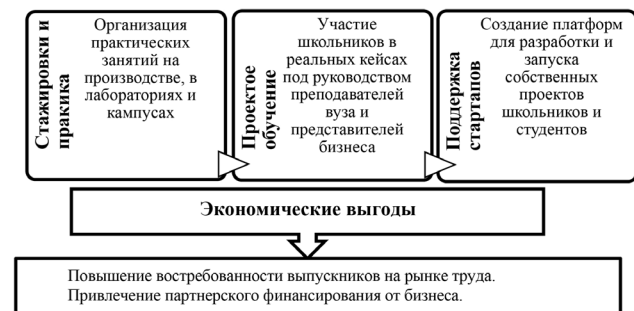 Стажировки и
пракика
Организация
практических
занятий на
производстве, в
лабораториях и
кампусах
Проектое
обучение
Участие
школьников в
реальных кейсах
под руководством
преподавателей
вуза и
представителей
бизнеса
Поддержка
стартапов
Создание платформ
для разработки и
запуска
собственных
проектов
школьников и
студентов
Экономические выгоды
Повышение востребованности выпускников на рынке труда.
Привлечение партнерского финансирования от бизнеса.